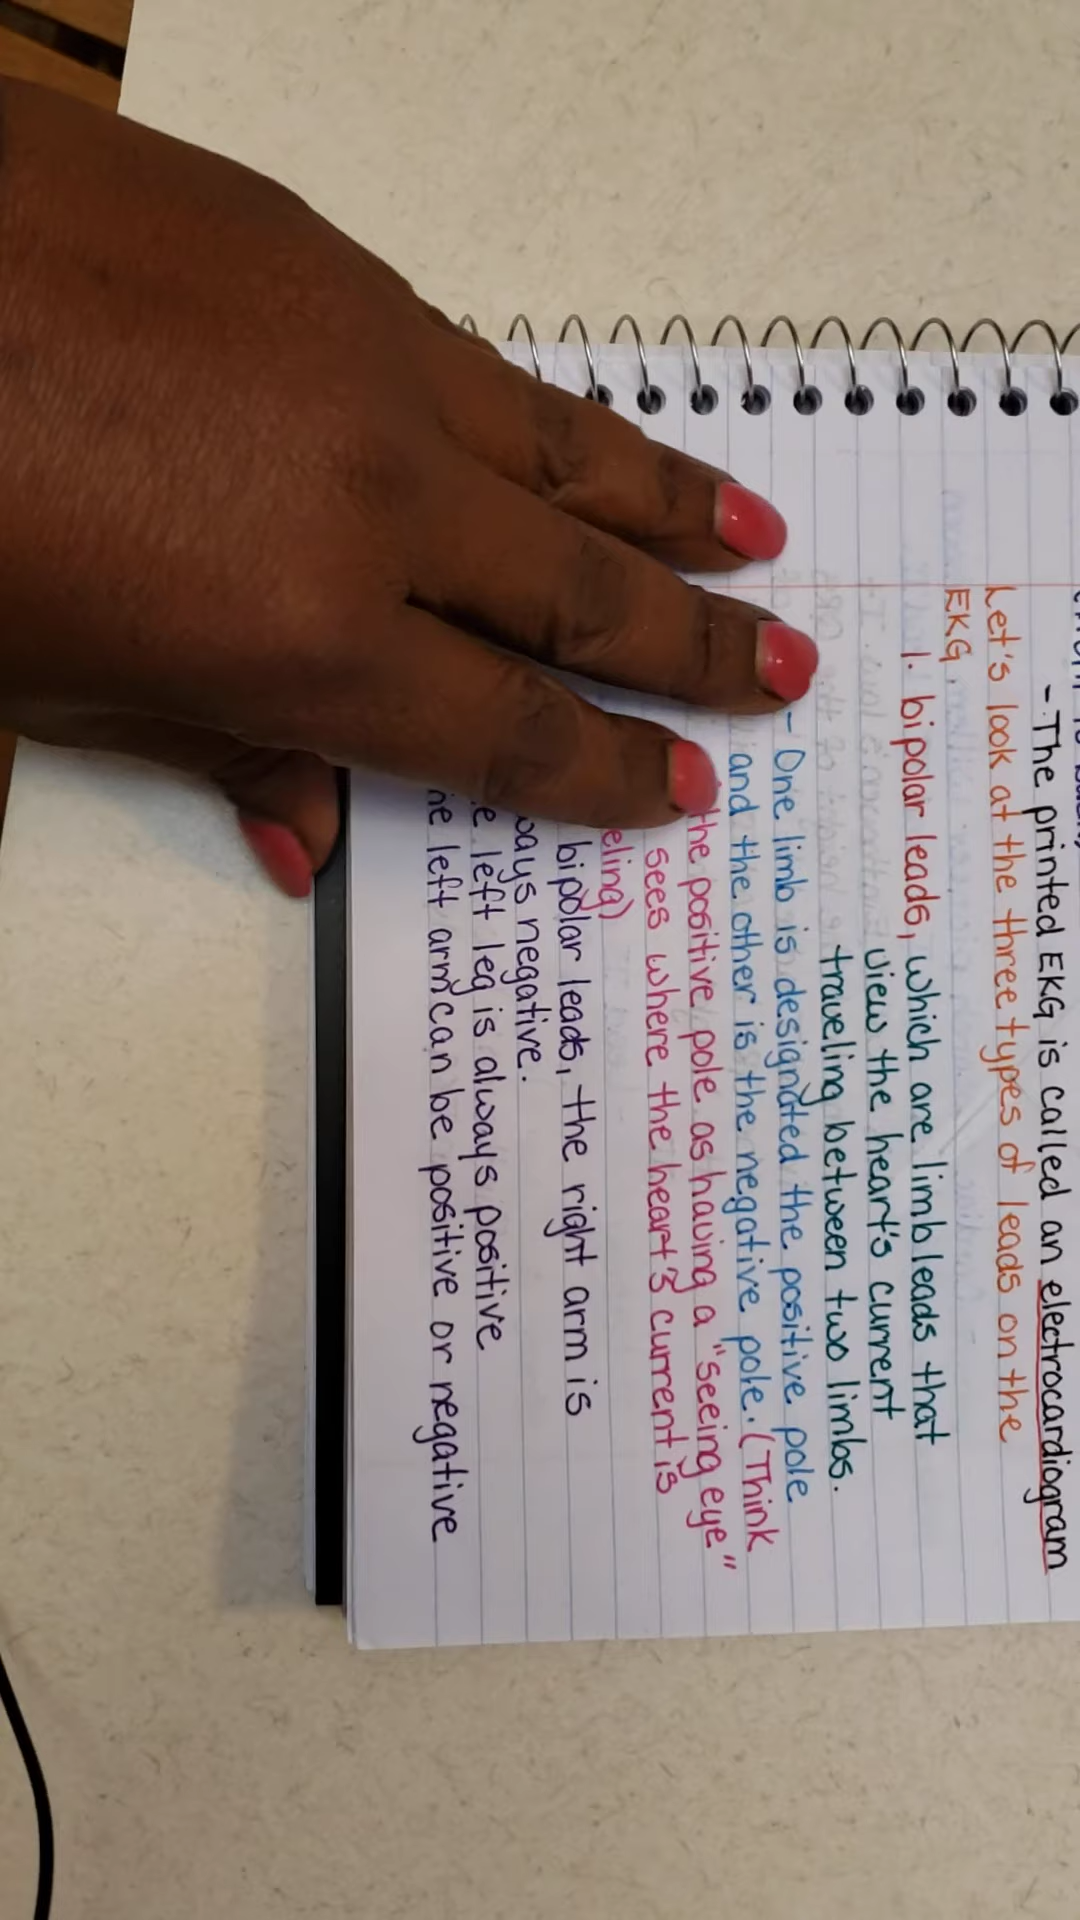 - The printed EKG is called an electrocardiogram
Let's look at the three types of leads on the
EKG.
1. bipolar leads, which are limb leads that
view the heart's current
traveling between two limbs.
- One limb is designated the positive pole
and the other is the negative pole. (Think
the positive pole as having a "seeing eye"
sees where the heart's current is
eling)
bipolar leads, the right arm is
ways negative.
e left leg is always positive
he left arm can be positive or negative